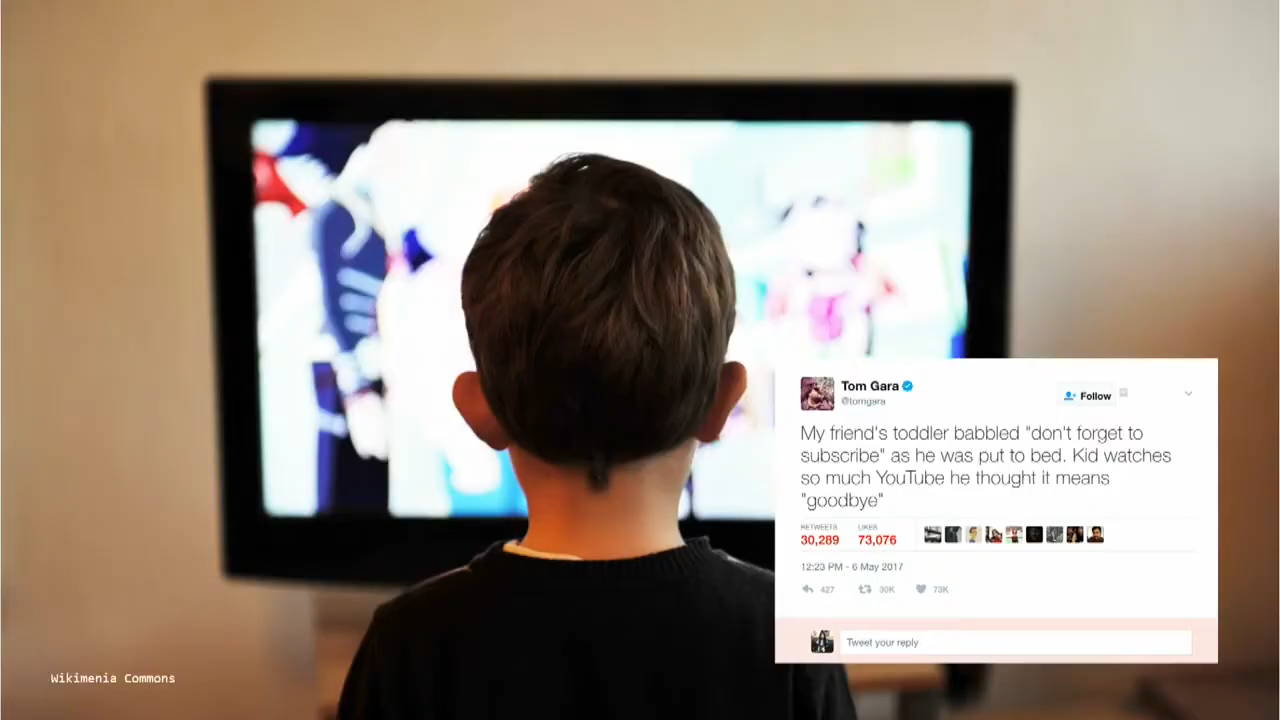 Tom Gara
@tomgara
Follow
My friend's toddler babbled "don't forget to
subscribe" as he was put to bed. Kid watches
so much YouTube he thought it means
"goodbye"
RETWEETS LIKES
30,289 73,076
12:23 PM - 6 May 2017
427 30K 73K
Tweet your reply
Wikimenia Commons